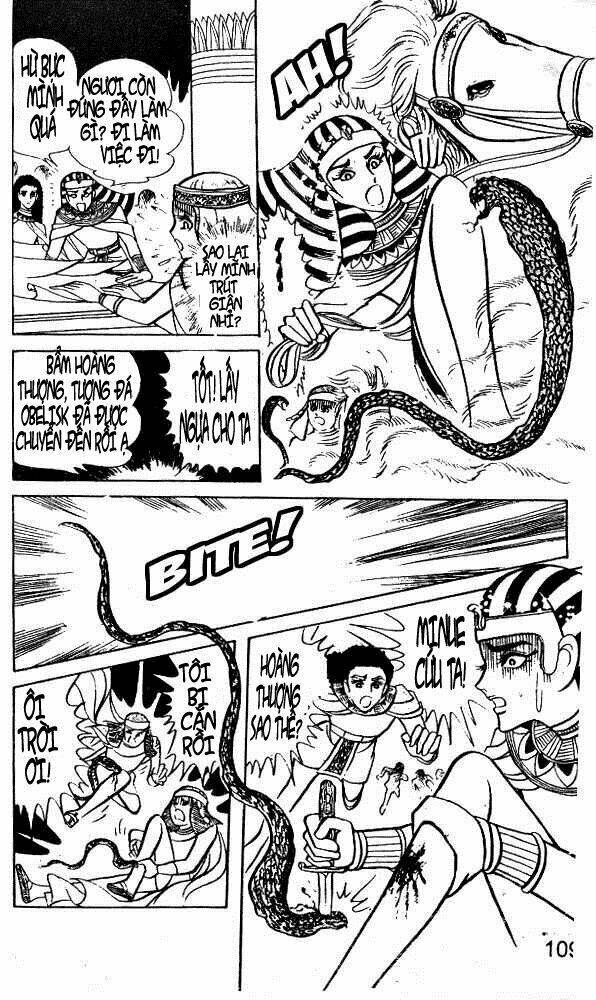 HỪ BỰC
MÌNH
QUÁ
NGƯƠI CÒN
ĐỨNG ĐÂY LÀM
GÌ? ĐI LÀM
VIỆC ĐI!
SAO LẠI
LẤY MÌNH
TRÚT
GIẬN
NHỈ?
AH!
BẨM HOÀNG
THƯỢNG, TƯỢNG ĐÁ
OBELISK ĐÃ ĐƯỢC
CHUYỂN ĐẾN RỒI Ạ
TỐT! LẤY
NGỰA CHO TA
BITE!
ÔI
TRỜI
ƠI!
TÔI
BỊ
CẮN
RỒI
HOÀNG
THƯỢNG
SAO THẾ?
MINUE
CỨU TA!
109